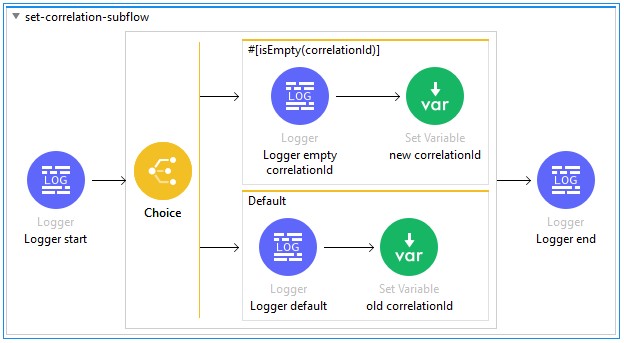 set-correlation-subflow
LOG
Logger
Logger start
Choice
#[isEmpty(correlationId)]
LOG
Logger
Logger empty
correlationId
var
Set Variable
new correlationId
Default
LOG
Logger
Logger default
var
Set Variable
old correlationId
LOG
Logger
Logger end